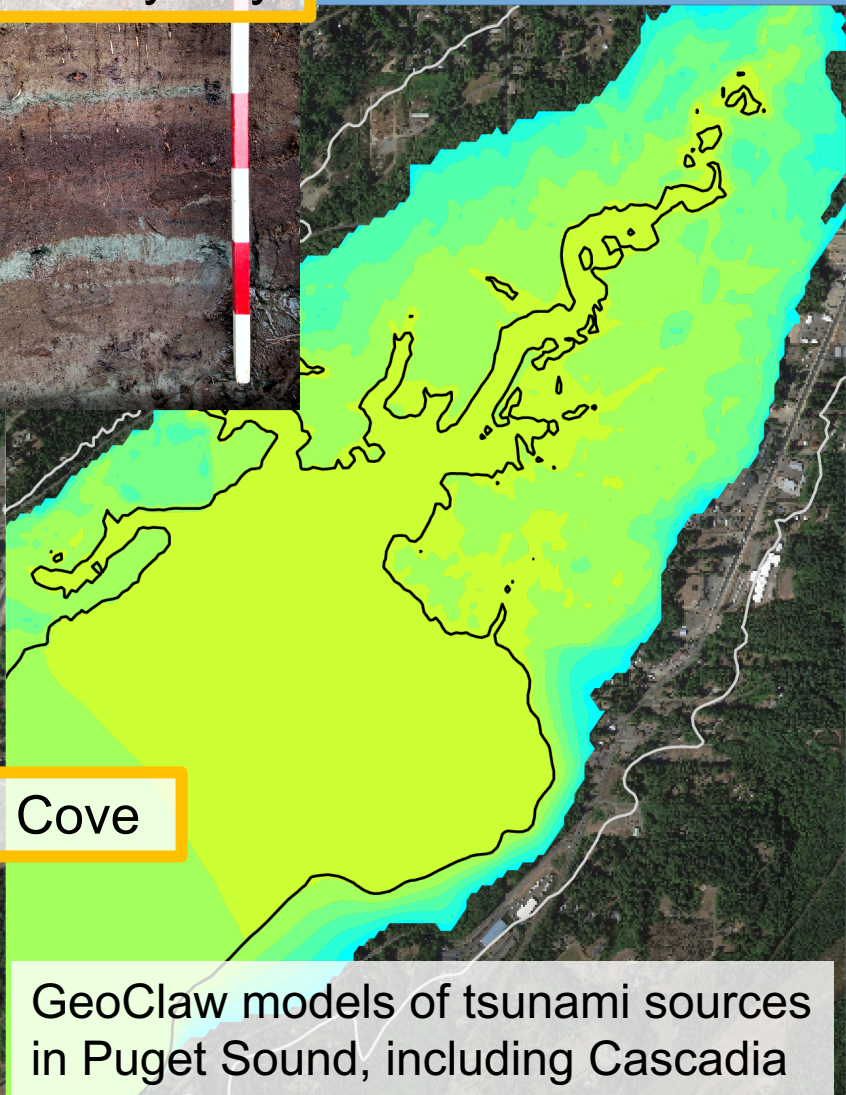 Cove
GeoClaw models of tsunami sources
in Puget Sound, including Cascadia